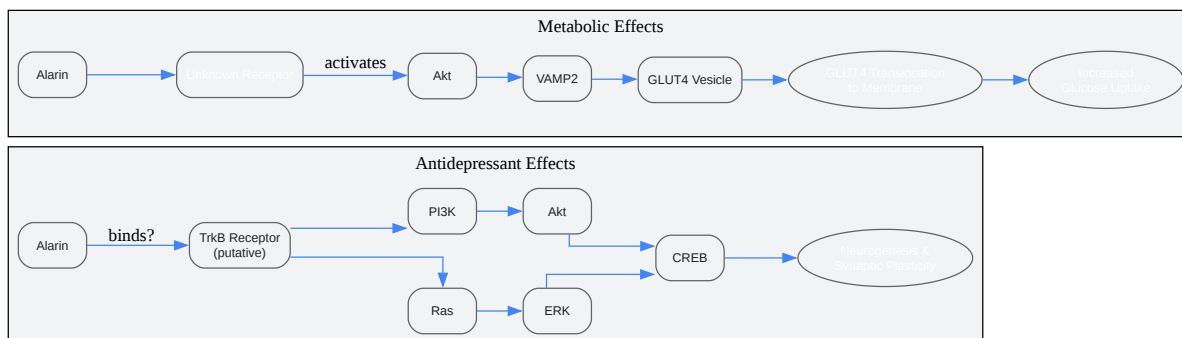 Metabolic Effects
Alarin
Unknown Receptor
activates
Akt
VAMP2
GLUT4 Vesicle
GLUT4 Translocation
to Membrane
Increased
Glucose Uptake
Antidepressant Effects
Alarin
binds?
TrkB Receptor
(putative)
PI3K
Akt
Ras
ERK
CREB
Neurogenesis &
Synaptic Plasticity